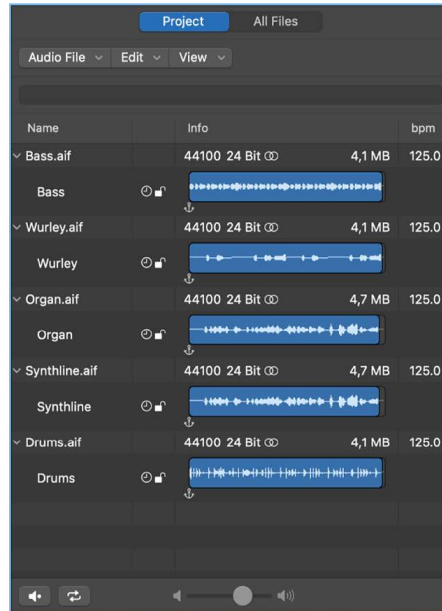 Project All Files
Audio File Edit View
Name Info bpm
Bass.aif 44100 24 Bit 4,1 MB 125.0
Bass
Wurley.aif 44100 24 Bit 4,1 MB 125.0
Wurley
Organ.aif 44100 24 Bit 4,7 MB 125.0
Organ
Synthline.aif 44100 24 Bit 4,7 MB 125.0
Synthline
Drums.aif 44100 24 Bit 4,1 MB 125.0
Drums